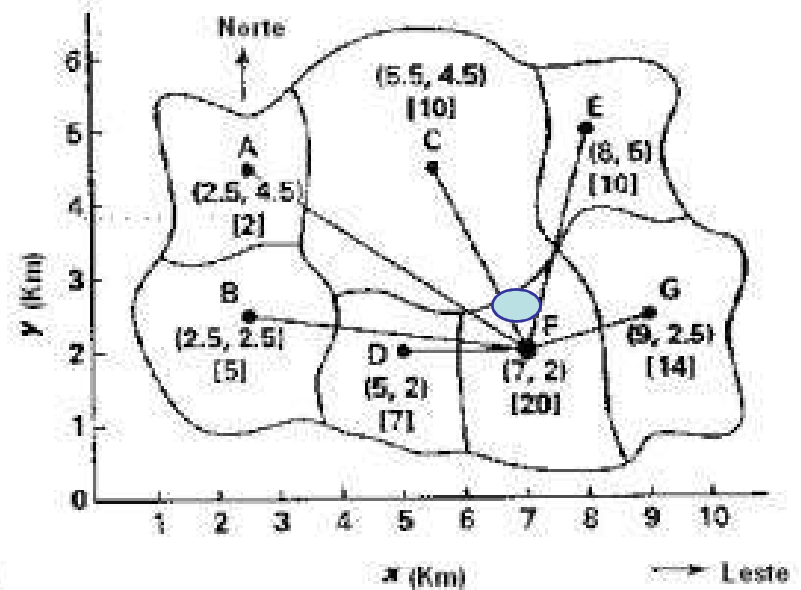 Norte
6
5
4
3
2
1
0
y (Km)
A
(2.5, 4.5)
[2]
(5.5, 4.5)
[10]
C
E
(8, 5)
[10]
B
(2.5, 2.5)
[5]
D
(5, 2)
[7]
F
(7, 2)
[20]
G
(9, 2.5)
[14]
1 2 3 4 5 6 7 8 9 10
x (Km)
Leste